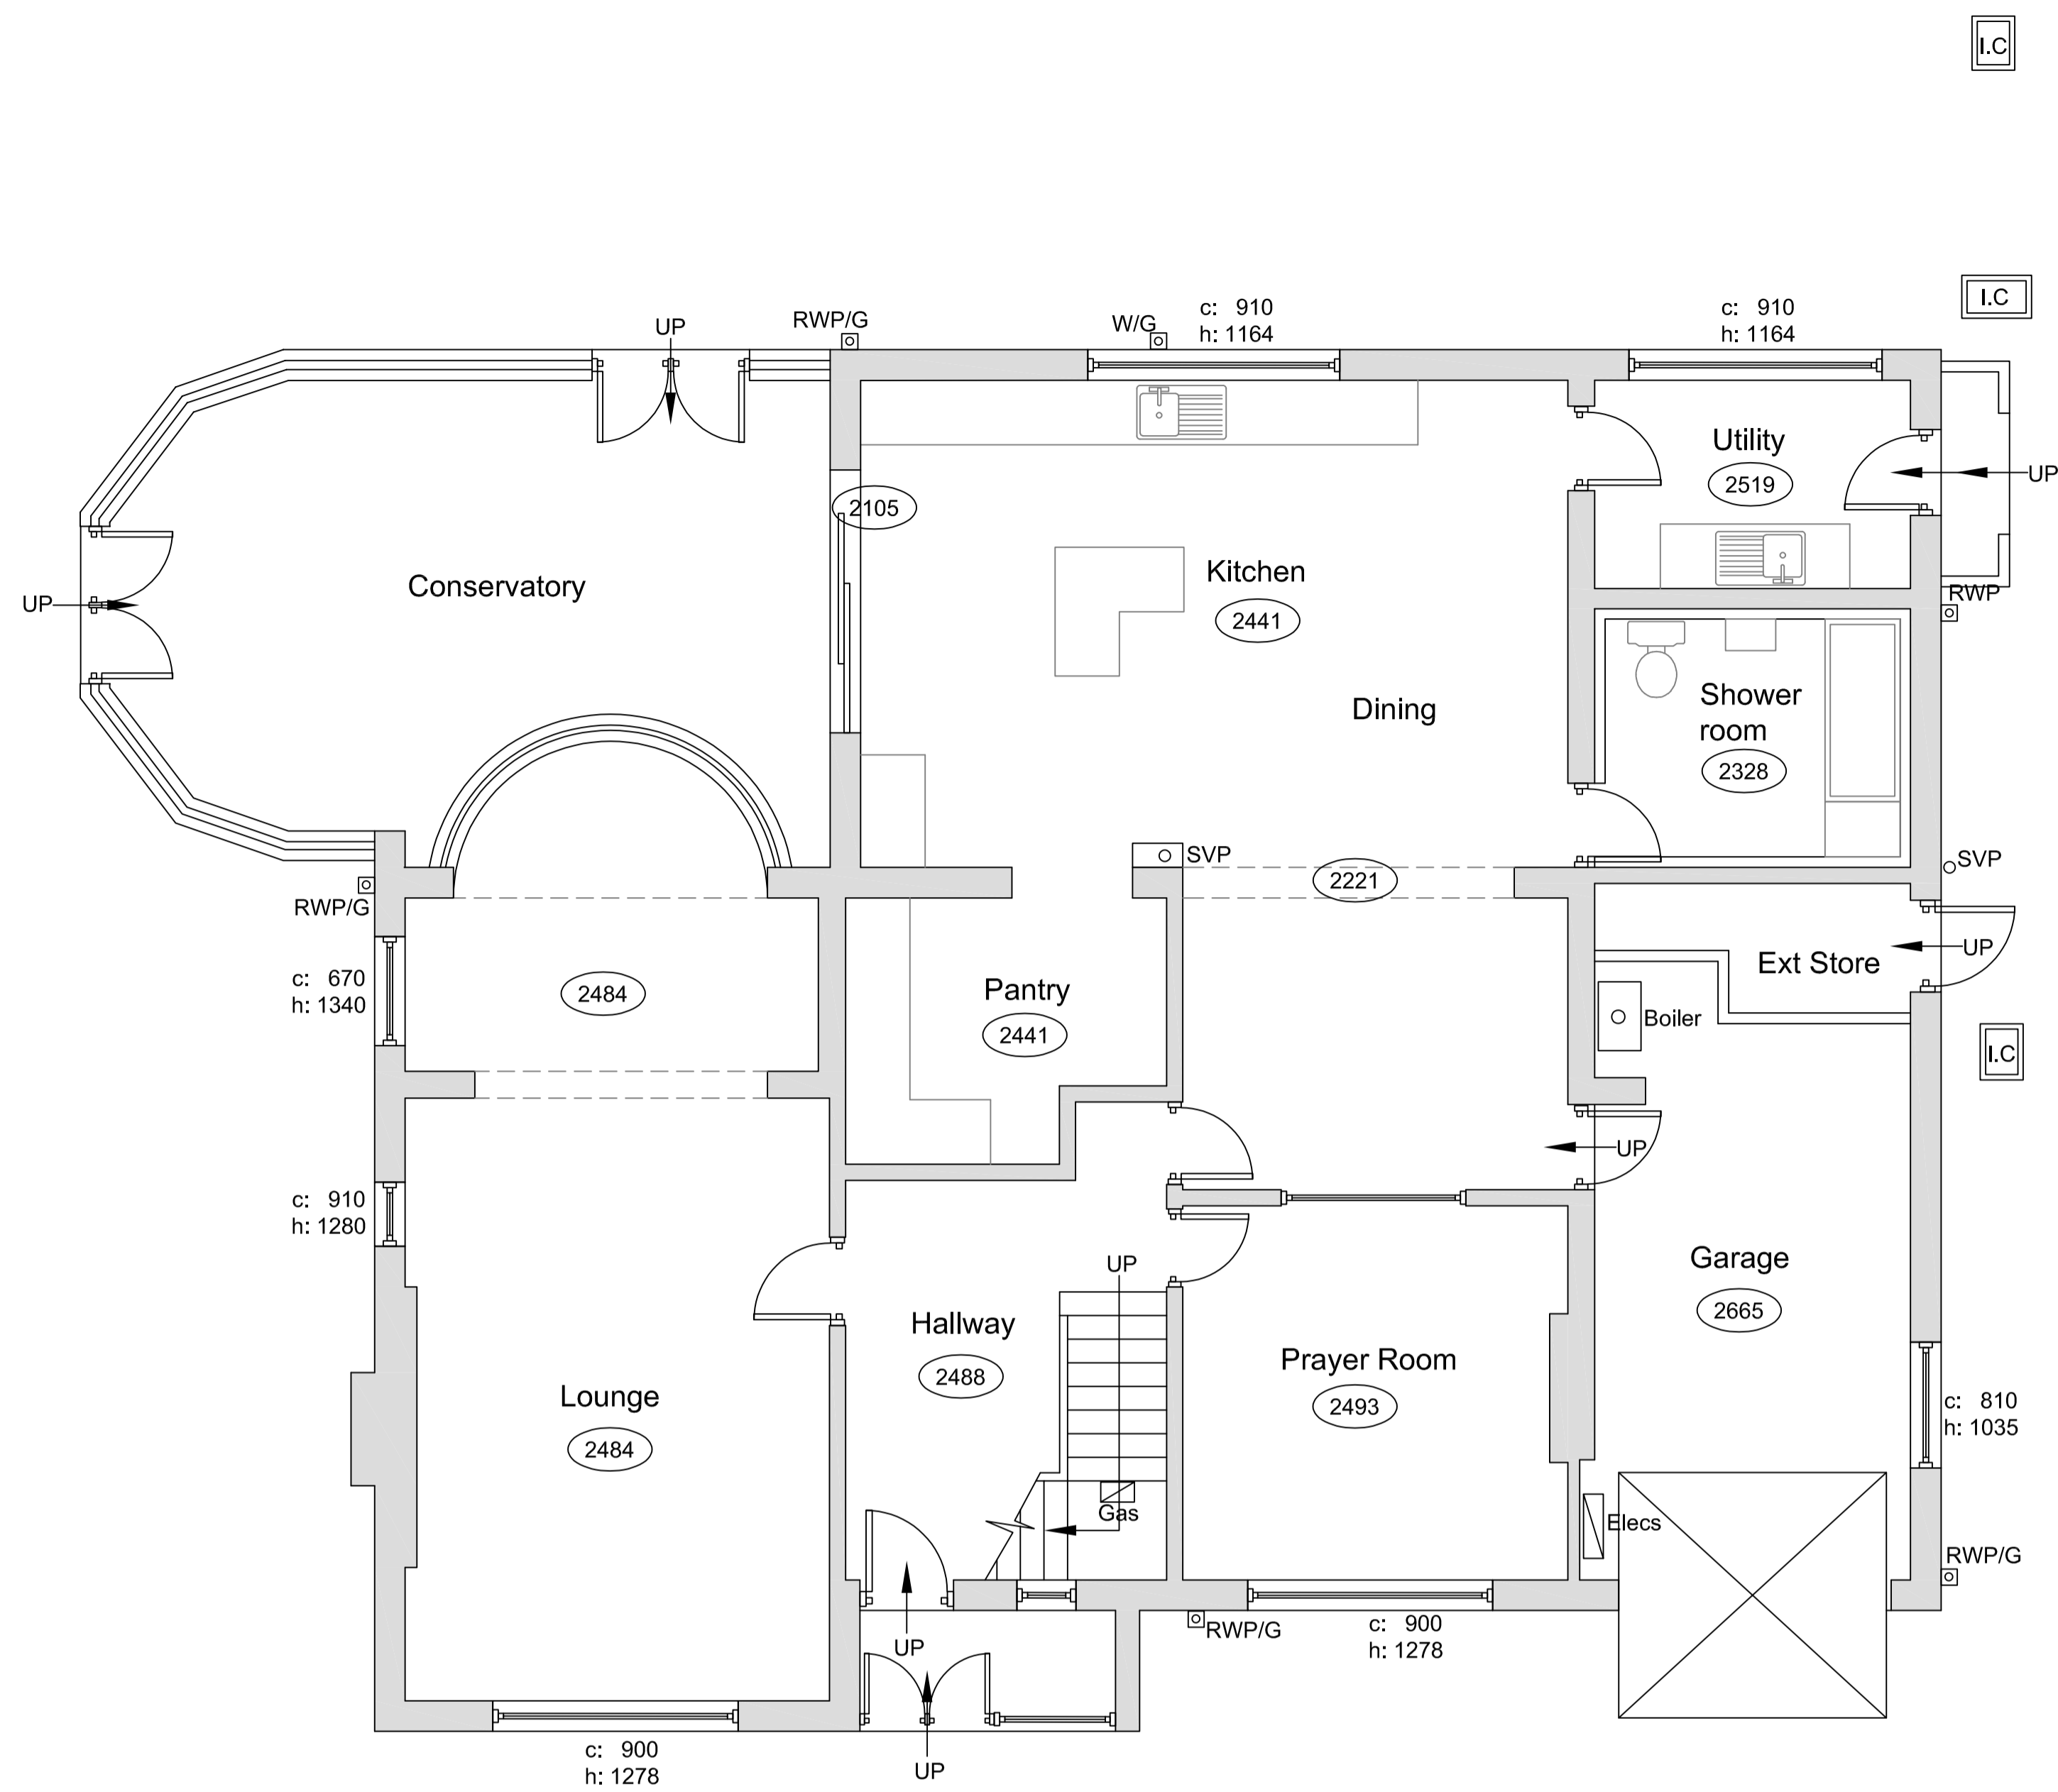 I.C
I.C
c: 910
h: 1164
c: 910
h: 1164
RWP/G
UP
W/G
Utility
2519
UP
2105
Conservatory
Kitchen
2441
UP
RWP
Shower
room
2328
Dining
SVP
SVP
2221
RWP/G
UP
Ext Store
c: 670
h: 1340
2484
Pantry
2441
Boiler
I.C
UP
c: 910
h: 1280
UP
Garage
2665
Hallway
2488
Prayer Room
2493
Lounge
2484
c: 810
h: 1035
Gas
Elecs
RWP/G
UP
RWP/G
c: 900
h: 1278
c: 900
h: 1278
UP